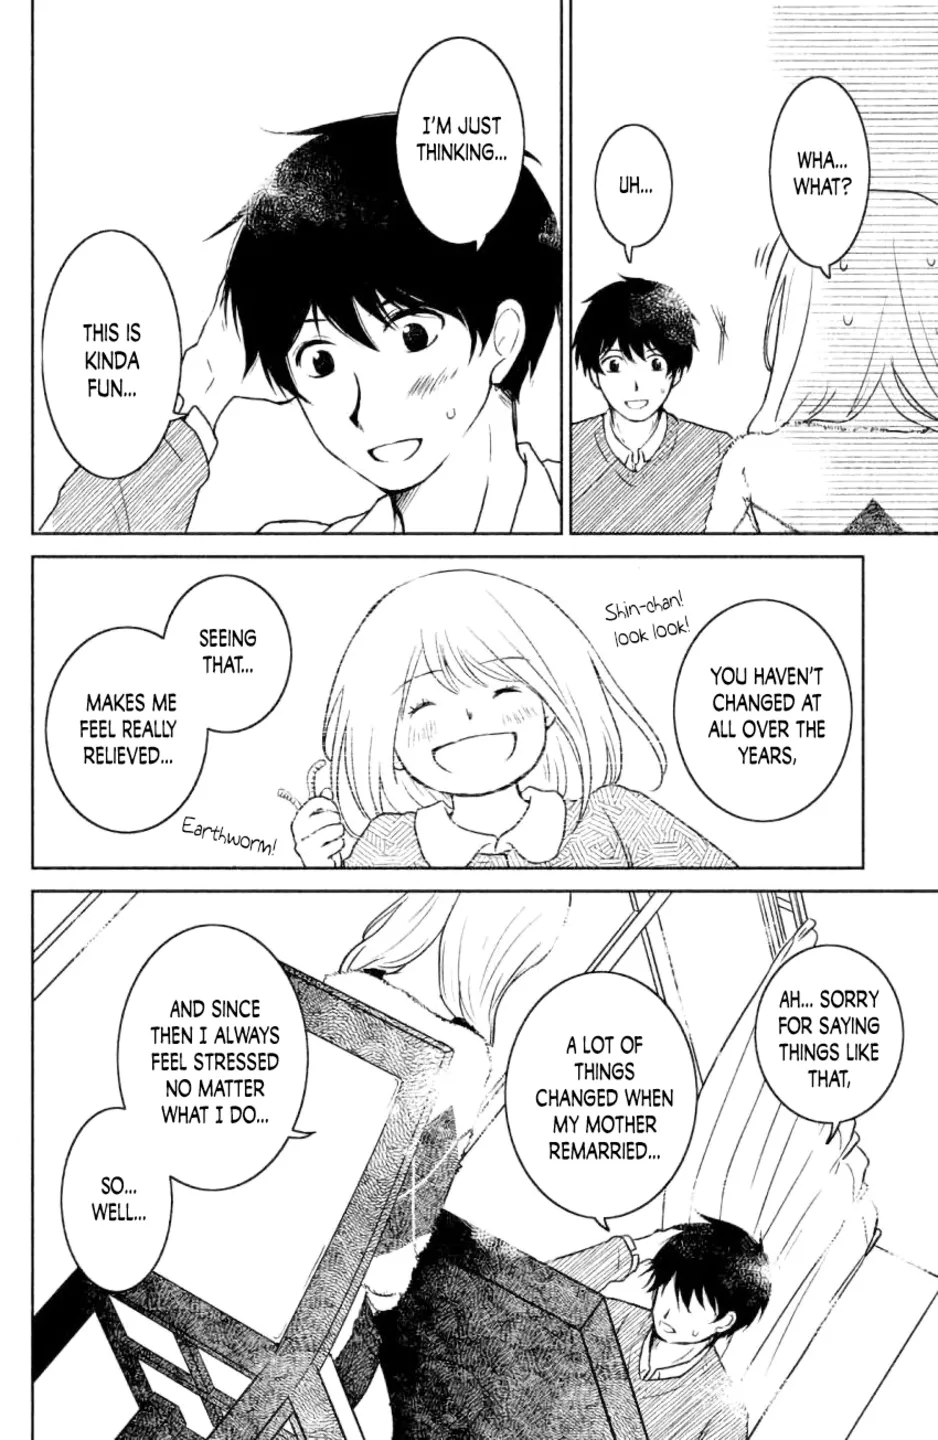 WHA...
WHAT?
UH...
I'M JUST
THINKING...
THIS IS
KINDA
FUN...
YOU HAVEN'T
CHANGED AT
ALL OVER THE
YEARS,
Shin-chan!
look look!
Earthworm!
SEEING
THAT...
MAKES ME
FEEL REALLY
RELIEVED...
AH... SORRY
FOR SAYING
THINGS LIKE
THAT,
A LOT OF
THINGS
CHANGED WHEN
MY MOTHER
REMARRIED...
AND SINCE
THEN I ALWAYS
FEEL STRESSED
NO MATTER
WHAT I DO...
SO...
WELL...